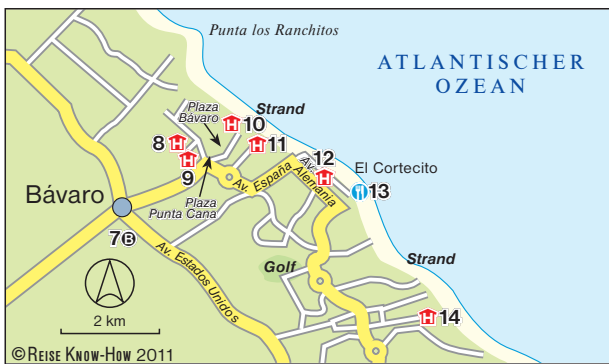 Punta los Ranchitos
ATLANTISCHER
OZEAN
Plaza
Bávaro
Strand
10
8
11
9
12
Av.
El Cortecito
13
Av. España
Alemania
Plaza
Punta Cana
Bávaro
7 B
Av. Estados Unidos
Golf
Strand
14
2 km
© REISE KNOW-HOW 2011